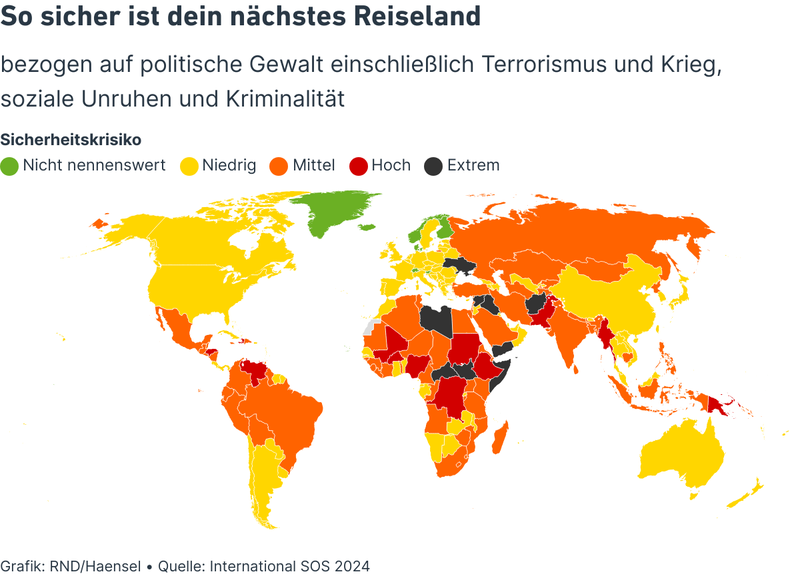 So sicher ist dein nächstes Reiseland
bezogen auf politische Gewalt einschließlich Terrorismus und Krieg,
soziale Unruhen und Kriminalität
Sicherheitskrisiko
Nicht nennenswert Niedrig Mittel Hoch Extrem
Grafik: RND/Haensel • Quelle: International SOS 2024